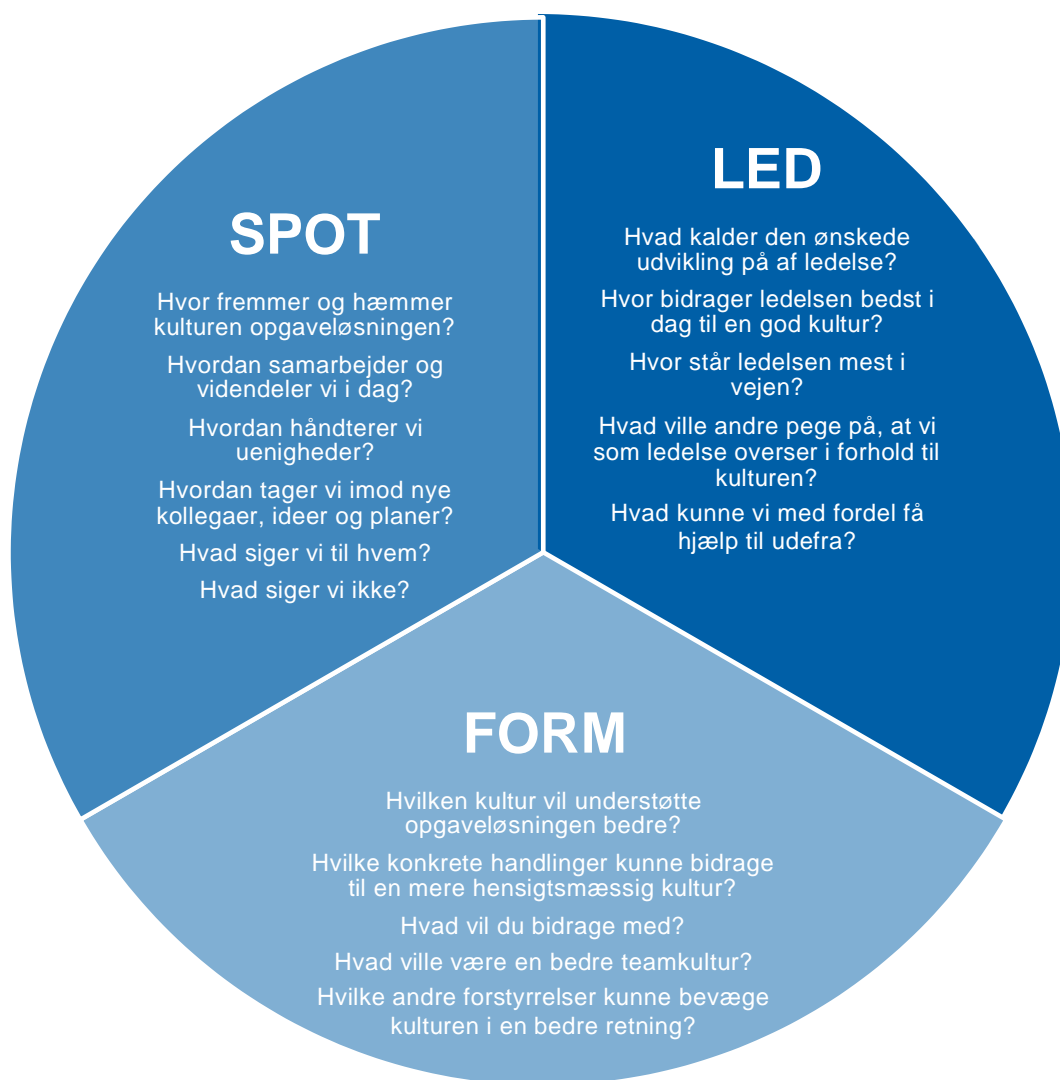 SPOT
Hvor fremmer og hæmmer
kulturen opgaveløsningen?
Hvordan samarbejder og
videndeler vi i dag?
Hvordan håndterer vi
uenigheder?
Hvordan tager vi imod nye
kollegaer, ideer og planer?
Hvad siger vi til hvem?
Hvad siger vi ikke?
LED
Hvad kalder den ønskede
udvikling på af ledelse?
Hvor bidrager ledelsen bedst i
dag til en god kultur?
Hvor står ledelsen mest i
vejen?
Hvad ville andre pege på, at vi
som ledelse overser i forhold til
kulturen?
Hvad kunne vi med fordel få
hjælp til udefra?
FORM
Hvilken kultur vil understøtte
opgaveløsningen bedre?
Hvilke konkrete handlinger kunne bidrage
til en mere hensigtsmæssig kultur?
Hvad vil du bidrage med?
Hvad ville være en bedre teamkultur?
Hvilke andre forstyrrelser kunne bevæge
kulturen i en bedre retning?